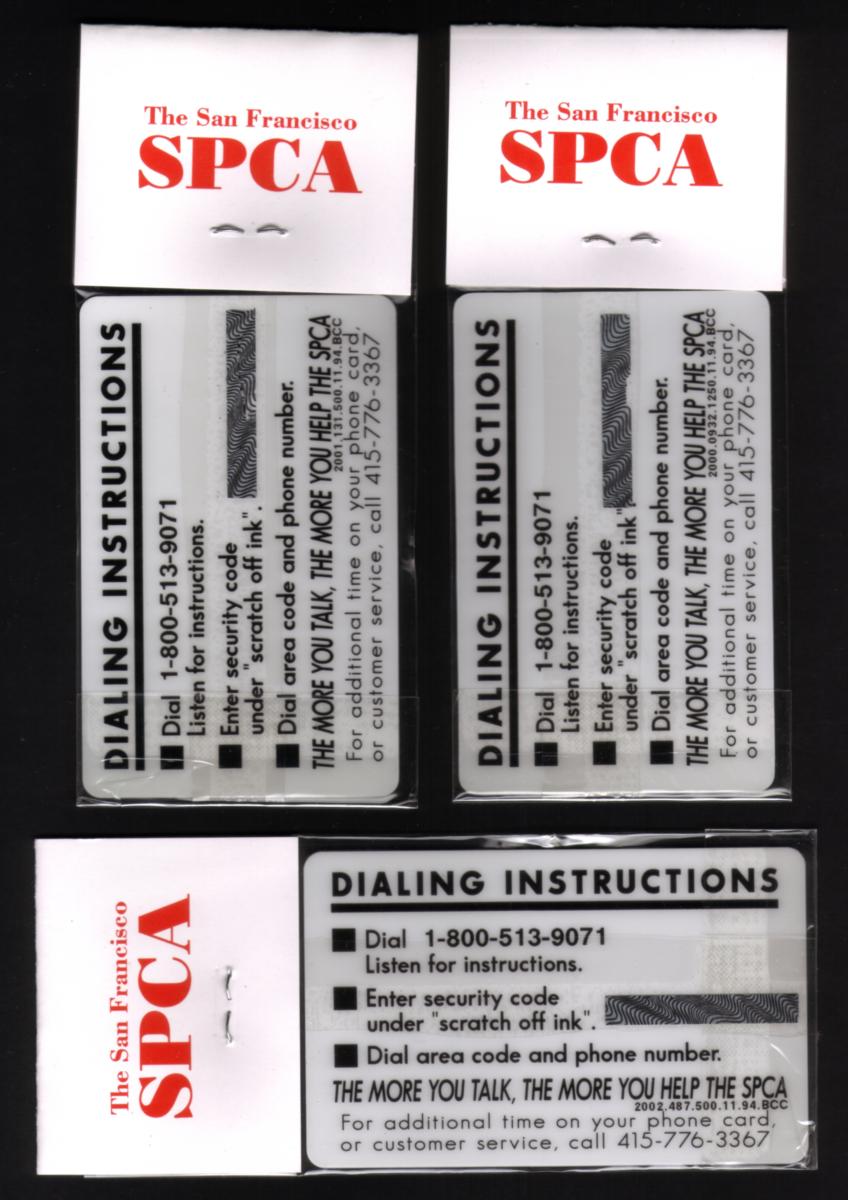 The San Francisco
SPCA
DIALING INSTRUCTIONS
Dial 1-800-513-9071
Listen for instructions.
Enter security code
under "scratch off ink".
Dial area code and phone number.
THE MORE YOU TALK, THE MORE YOU HELP THE SPCA
2001.131.500.11.94.BCC
For additional time on your phone card,
or customer service, call 415-776-3367
The San Francisco
SPCA
DIALING INSTRUCTIONS
Dial 1-800-513-9071
Listen for instructions.
Enter security code
under "scratch off ink".
Dial area code and phone number.
THE MORE YOU TALK, THE MORE YOU HELP THE SPCA
2000.0932.1250.11.94.BCC
For additional time on your phone card,
or customer service, call 415-776-3367
The San Francisco
SPCA
DIALING INSTRUCTIONS
Dial 1-800-513-9071
Listen for instructions.
Enter security code
under "scratch off ink".
Dial area code and phone number.
THE MORE YOU TALK, THE MORE YOU HELP THE SPCA
2002.487.500.11.94.BCC
For additional time on your phone card,
or customer service, call 415-776-3367